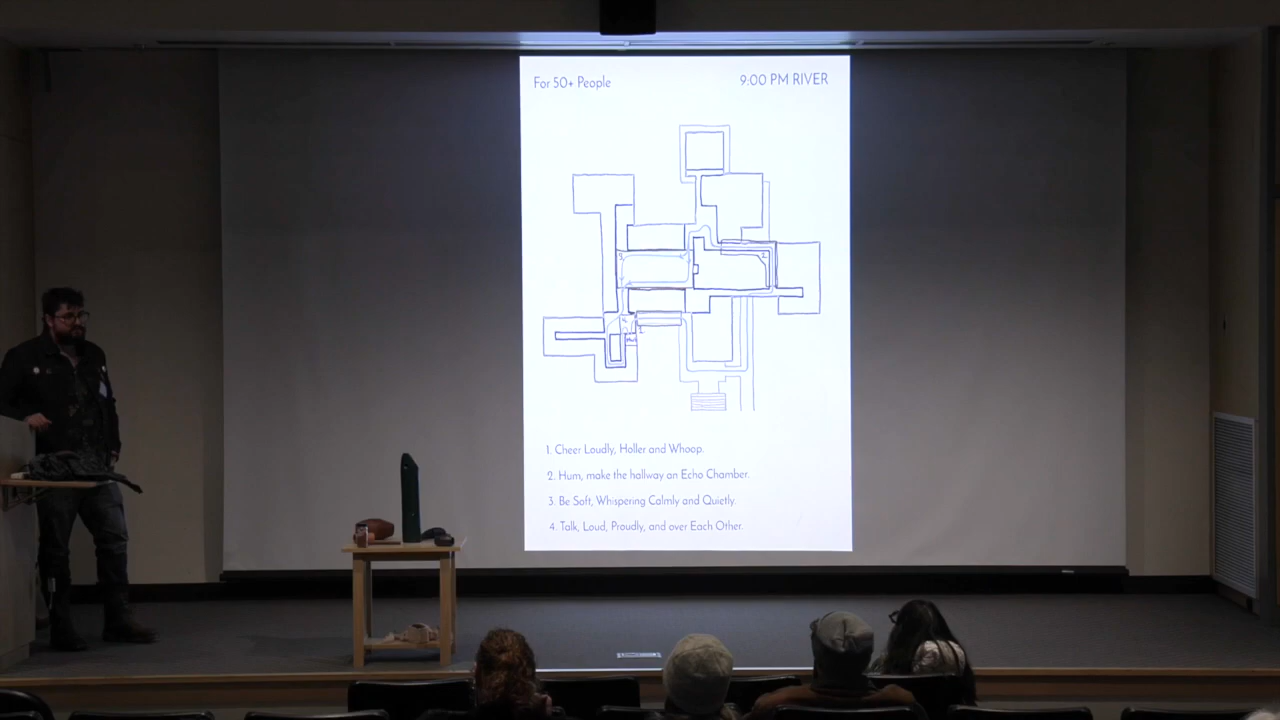 For 50+ People
9:00 PM RIVER
1. Cheer Loudly, Holler and Whoop.
2. Hum, make the hallway an Echo Chamber.
3. Be Soft, Whispering Calmly and Quietly.
4. Talk, Loud, Proudly, and over Each Other.